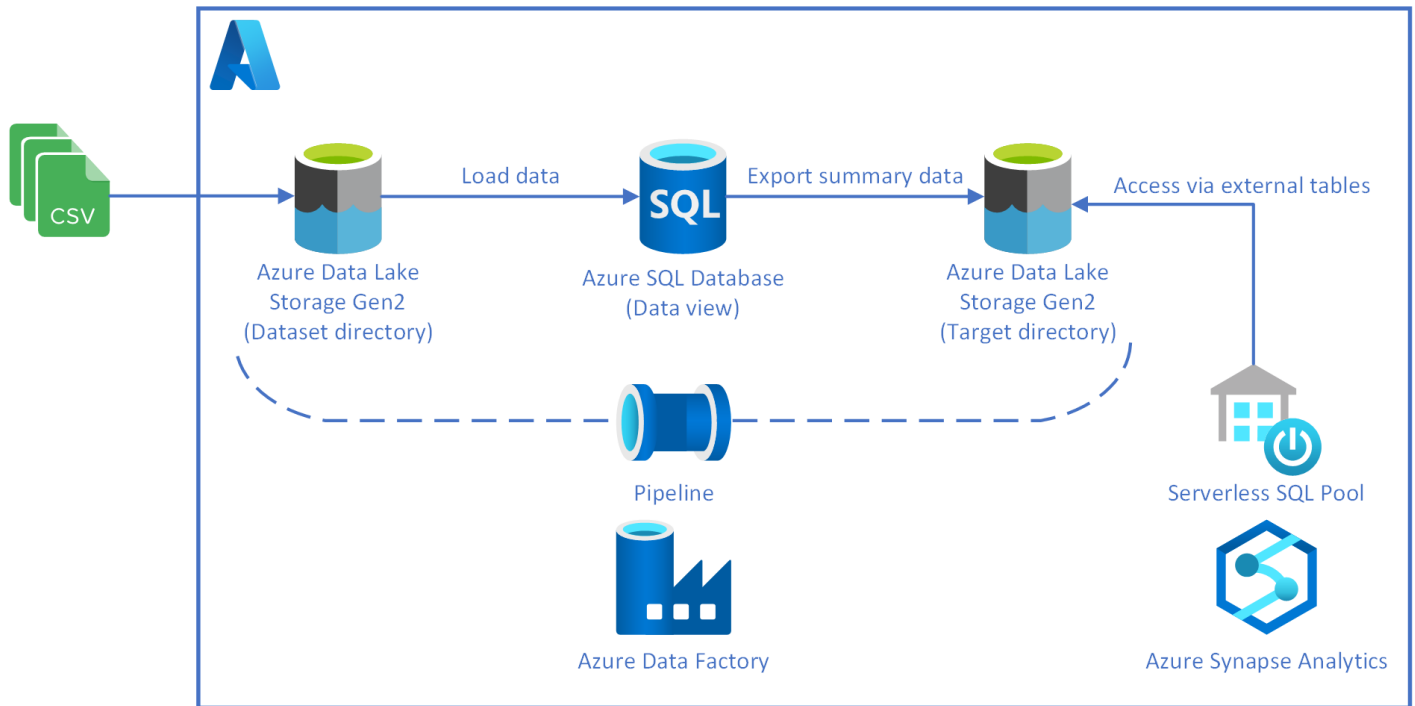 CSV
Load data
Export summary data
Access via external tables
SQL
Azure Data Lake
Storage Gen2
(Dataset directory)
Azure SQL Database
(Data view)
Azure Data Lake
Storage Gen2
(Target directory)
Pipeline
Serverless SQL Pool
Azure Data Factory
Azure Synapse Analytics